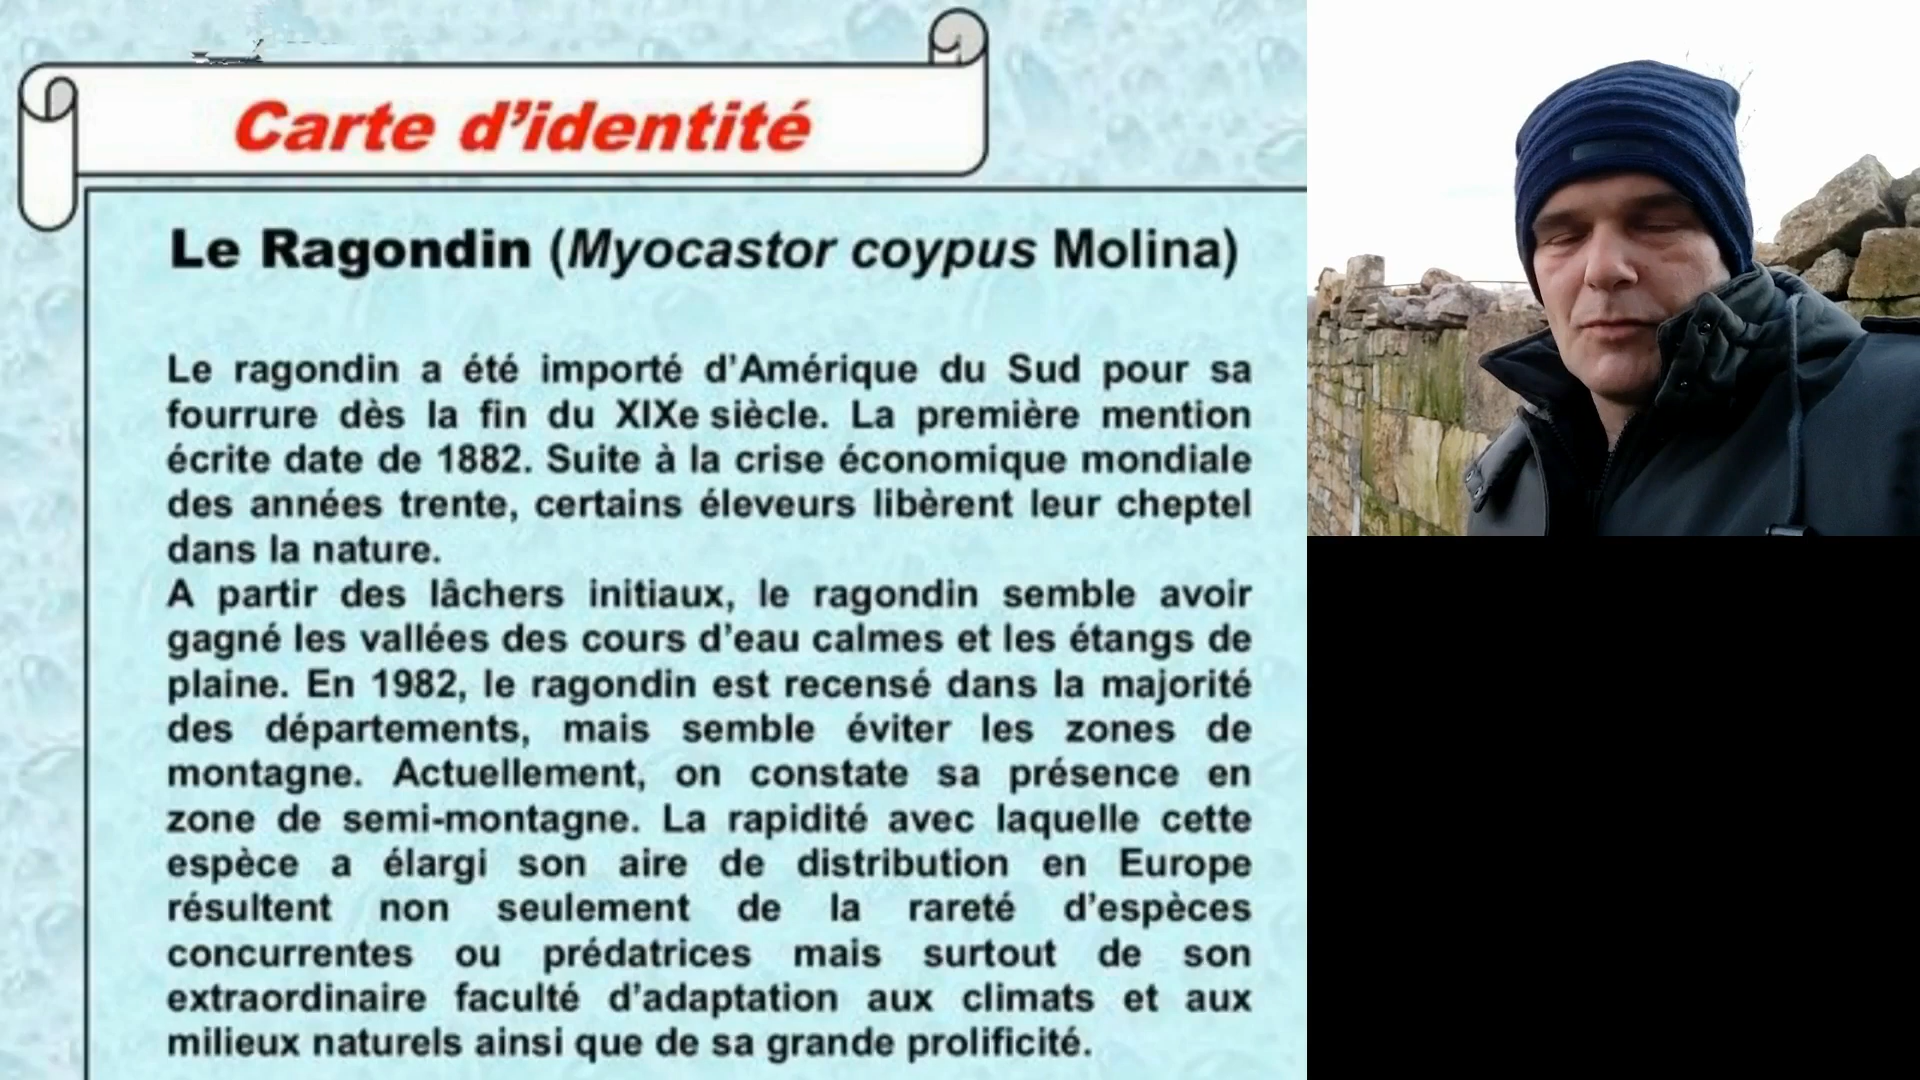 Carte d’identité
Le Ragondin (Myocastor coypus Molina)
Le ragondin a été importé d’Amérique du Sud pour sa
fourrure dès la fin du XIXe siècle. La première mention
écrite date de 1882. Suite à la crise économique mondiale
des années trente, certains éleveurs libèrent leur cheptel
dans la nature.
A partir des lâchers initiaux, le ragondin semble avoir
gagné les vallées des cours d’eau calmes et les étangs de
plaine. En 1982, le ragondin est recensé dans la majorité
des départements, mais semble éviter les zones de
montagne. Actuellement, on constate sa présence en
zone de semi-montagne. La rapidité avec laquelle cette
espèce a élargi son aire de distribution en Europe
résultent non seulement de la rareté d’espèces
concurrentes ou prédatrices mais surtout de son
extraordinaire faculté d’adaptation aux climats et aux
milieux naturels ainsi que de sa grande prolificité.